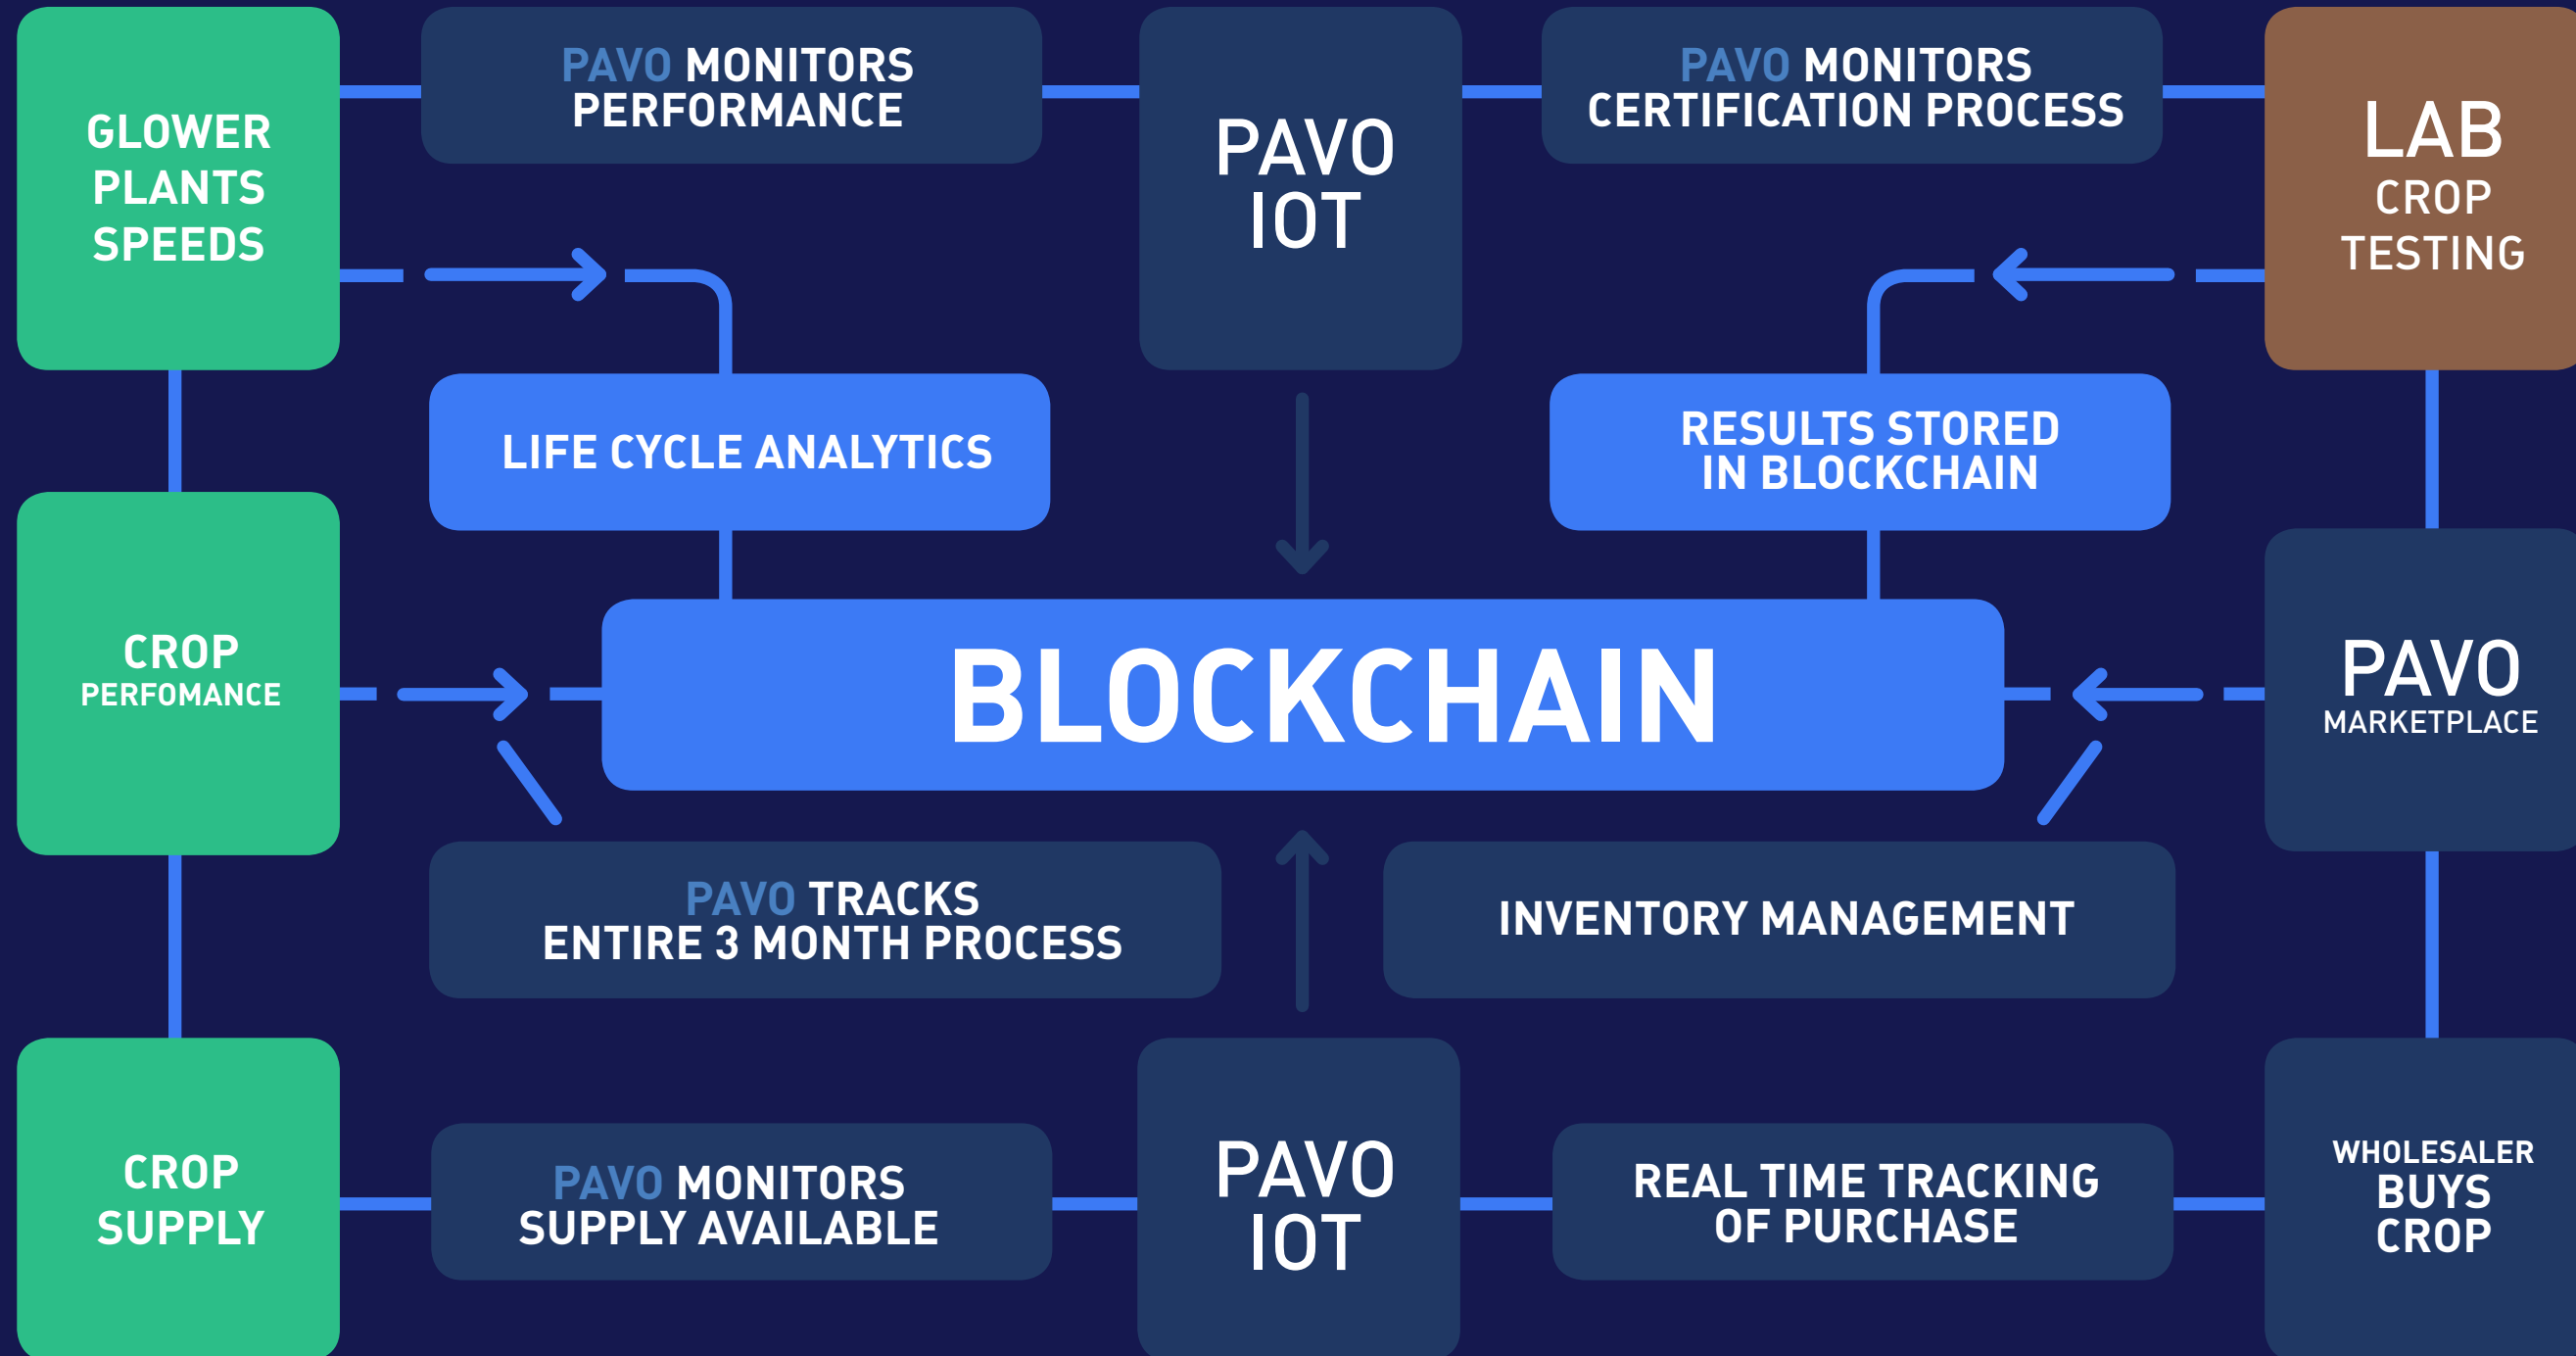 GLOWER
PLANTS
SPEEDS
PAVO MONITORS
PERFORMANCE
PAVO
IOT
PAVO MONITORS
CERTIFICATION PROCESS
LAB
CROP
TESTING
LIFE CYCLE ANALYTICS
RESULTS STORED
IN BLOCKCHAIN
CROP
PERFOMANCE
BLOCKCHAIN
PAVO
MARKETPLACE
PAVO TRACKS
ENTIRE 3 MONTH PROCESS
INVENTORY MANAGEMENT
CROP
SUPPLY
PAVO MONITORS
SUPPLY AVAILABLE
PAVO
IOT
REAL TIME TRACKING
OF PURCHASE
WHOLESALER
BUYS
CROP